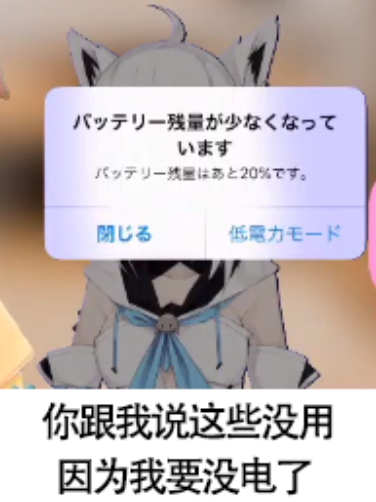 バッテリー残量が少なくなって
います
バッテリー残量はあと20%です。
閉じる
低電力モード
你跟我说这些没用
因为我要没电了